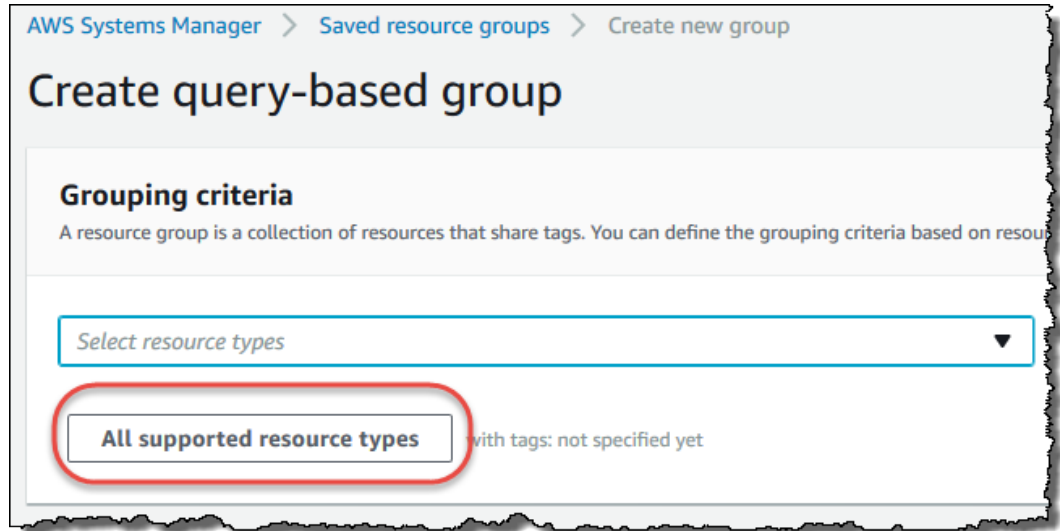 AWS Systems Manager > Saved resource groups > Create new group
Create query-based group
Grouping criteria
A resource group is a collection of resources that share tags. You can define the grouping criteria based on
Select resource types
All supported resource types with tags: not specified yet